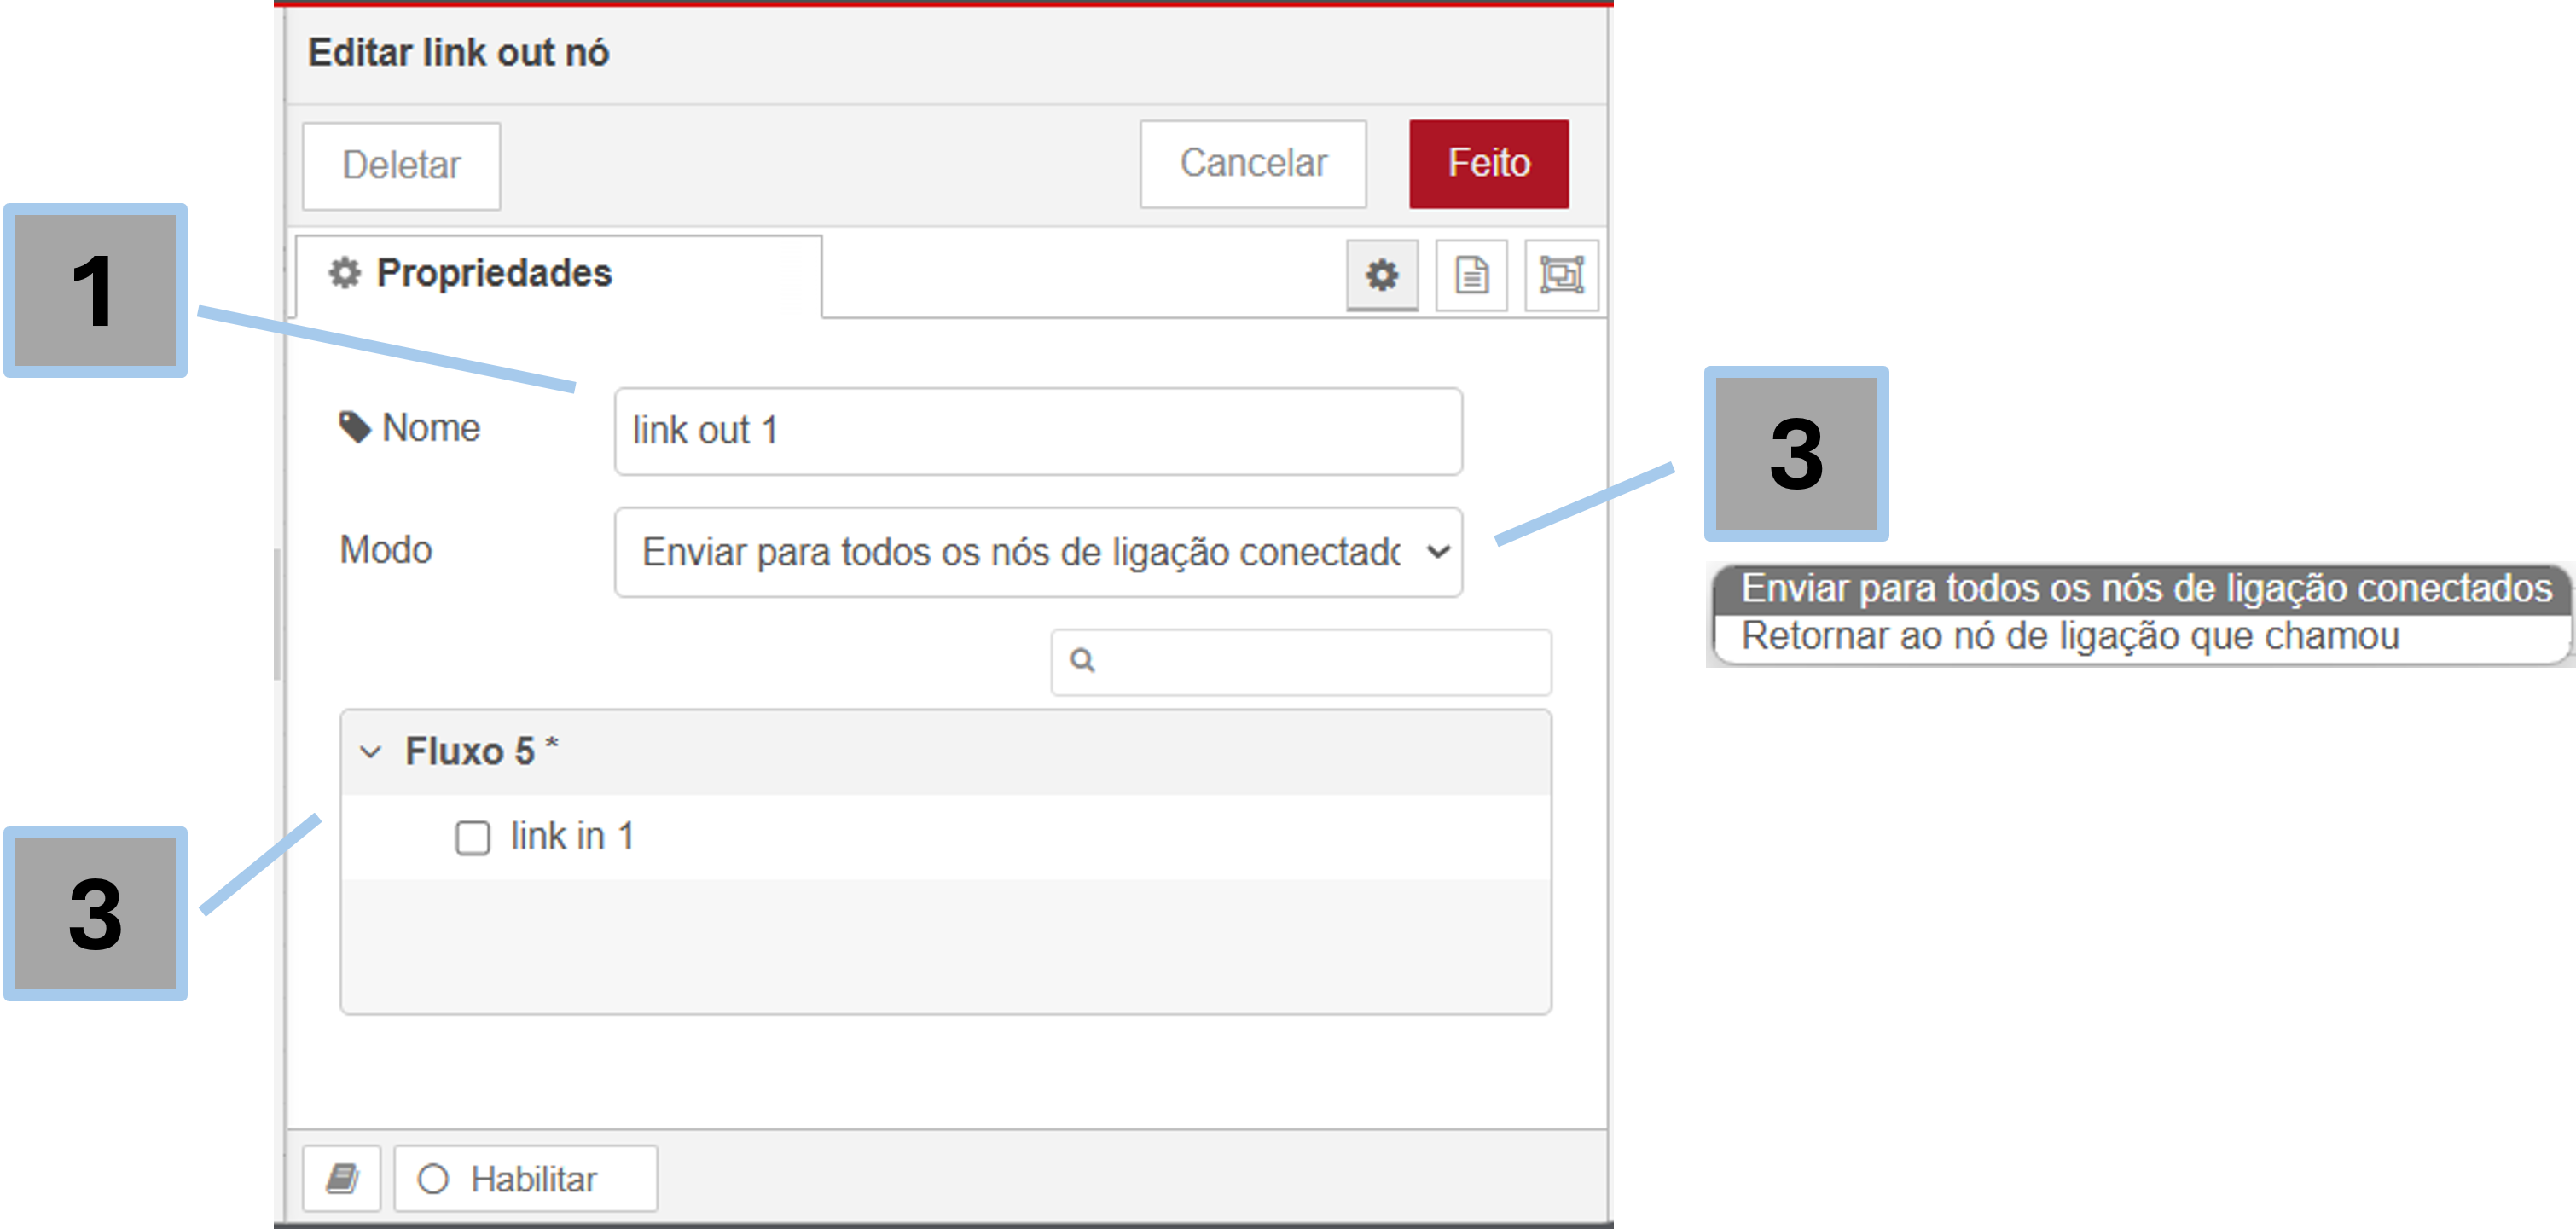 Editar link out nó
Deletar
Cancelar
Feito
1
Propriedades
Nome
link out 1
3
Modo
Enviar para todos os nós de ligação conectado
Enviar para todos os nós de ligação conectados
Retornar ao nó de ligação que chamou
Fluxo 5 *
link in 1
3
Habilitar